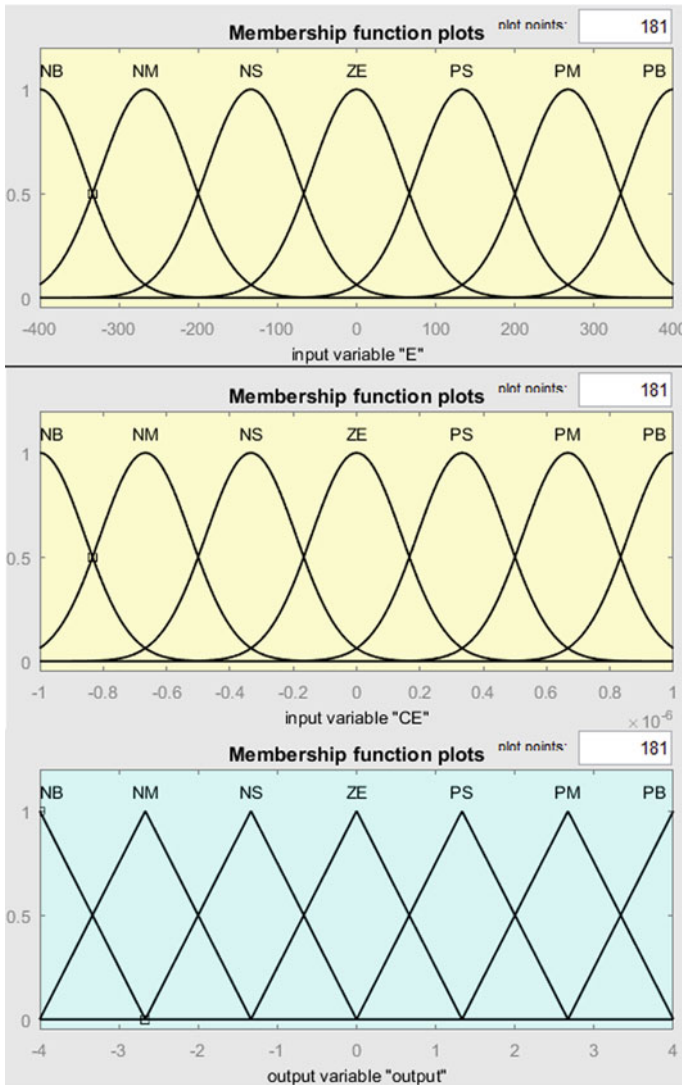 Membership function plots plot points: 181
NB NM NS ZE PS PM PB
1
0.5
0
-400 -300 -200 -100 0 100 200 300 400
input variable "E"
Membership function plots plot points: 181
NB NM NS ZE PS PM PB
1
0.5
0
-1 -0.8 -0.6 -0.4 -0.2 0 0.2 0.4 0.6 0.8 1
input variable "CE" × 10⁻⁶
Membership function plots plot points: 181
NB NM NS ZE PS PM PB
1
0.5
0
-4 -3 -2 -1 0 1 2 3 4
output variable "output"